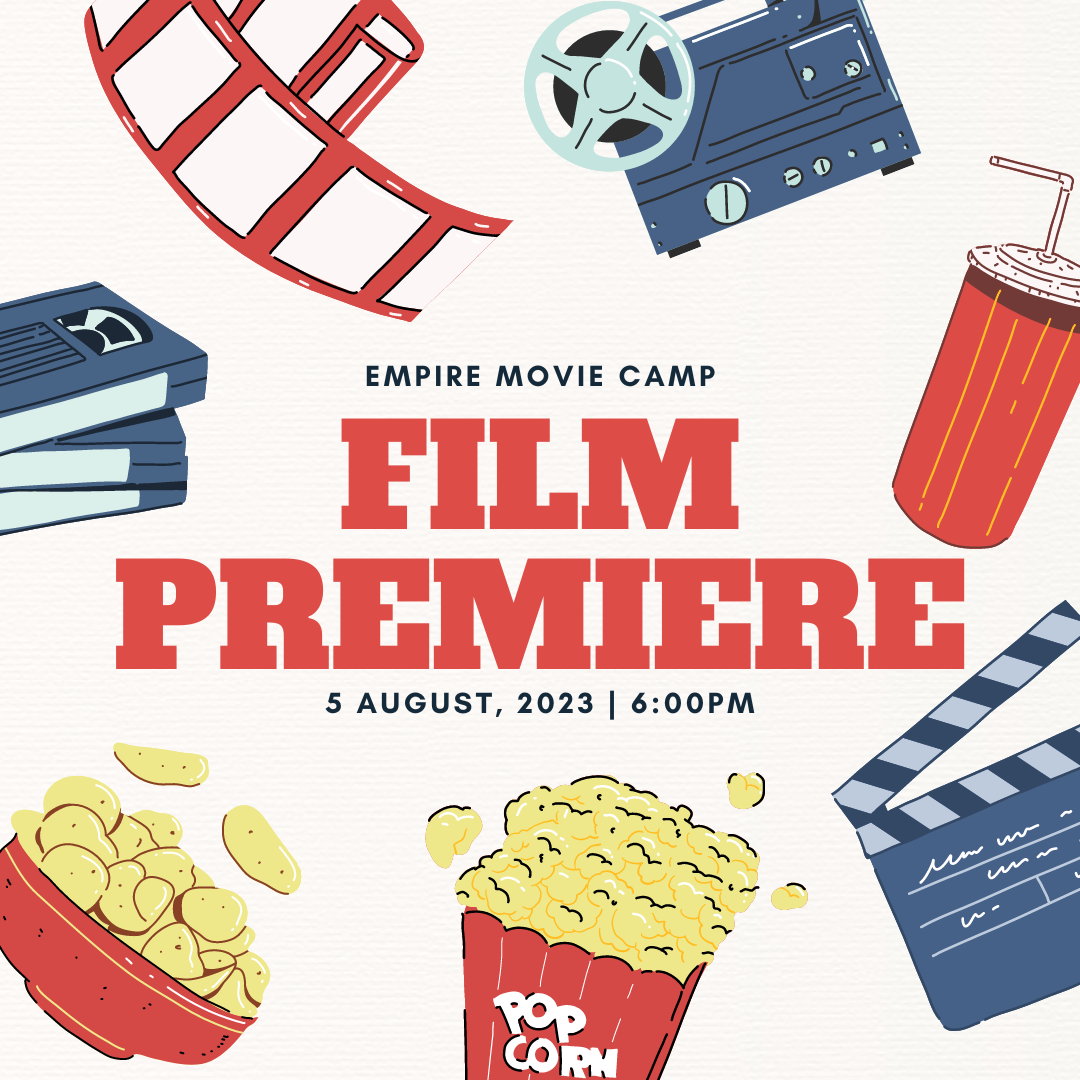 EMPIRE MOVIE CAMP
FILM
PREMIERE
5 AUGUST, 2023 | 6:00PM
POP
CORN